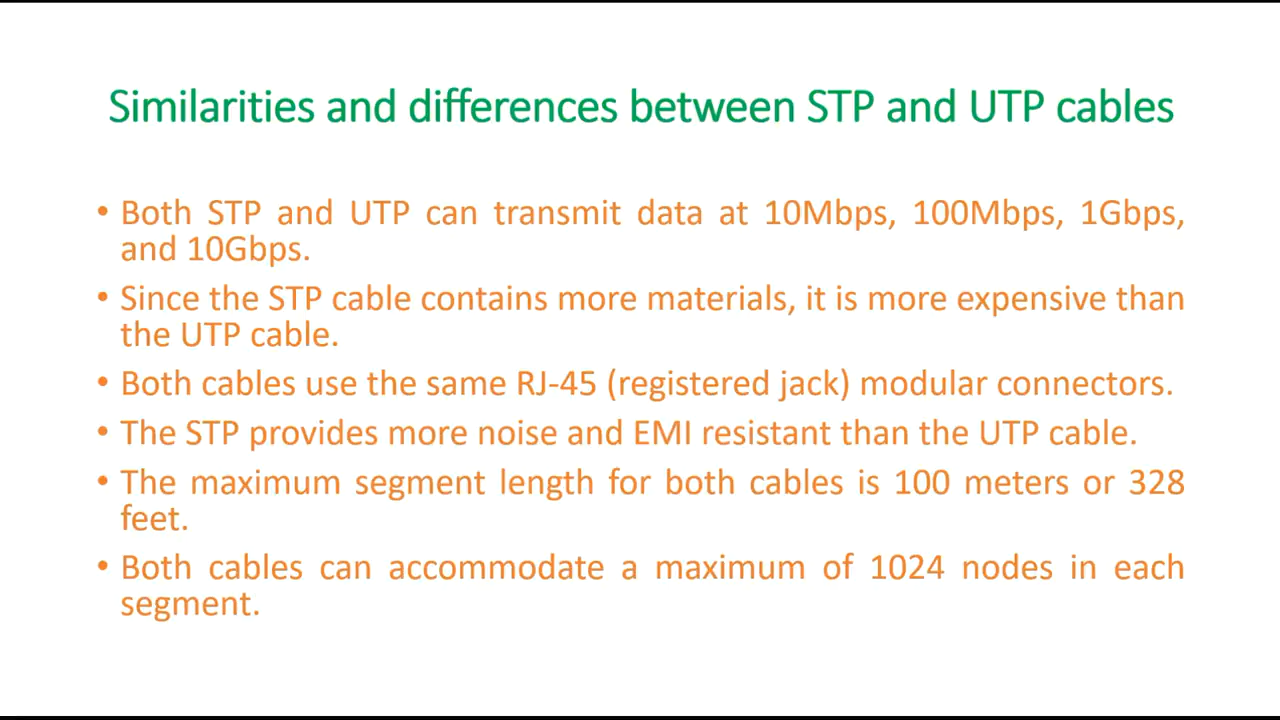 Similarities and differences between STP and UTP cables
• Both STP and UTP can transmit data at 10Mbps, 100Mbps, 1Gbps,
and 10Gbps.
• Since the STP cable contains more materials, it is more expensive than
the UTP cable.
• Both cables use the same RJ-45 (registered jack) modular connectors.
• The STP provides more noise and EMI resistant than the UTP cable.
• The maximum segment length for both cables is 100 meters or 328
feet.
• Both cables can accommodate a maximum of 1024 nodes in each
segment.